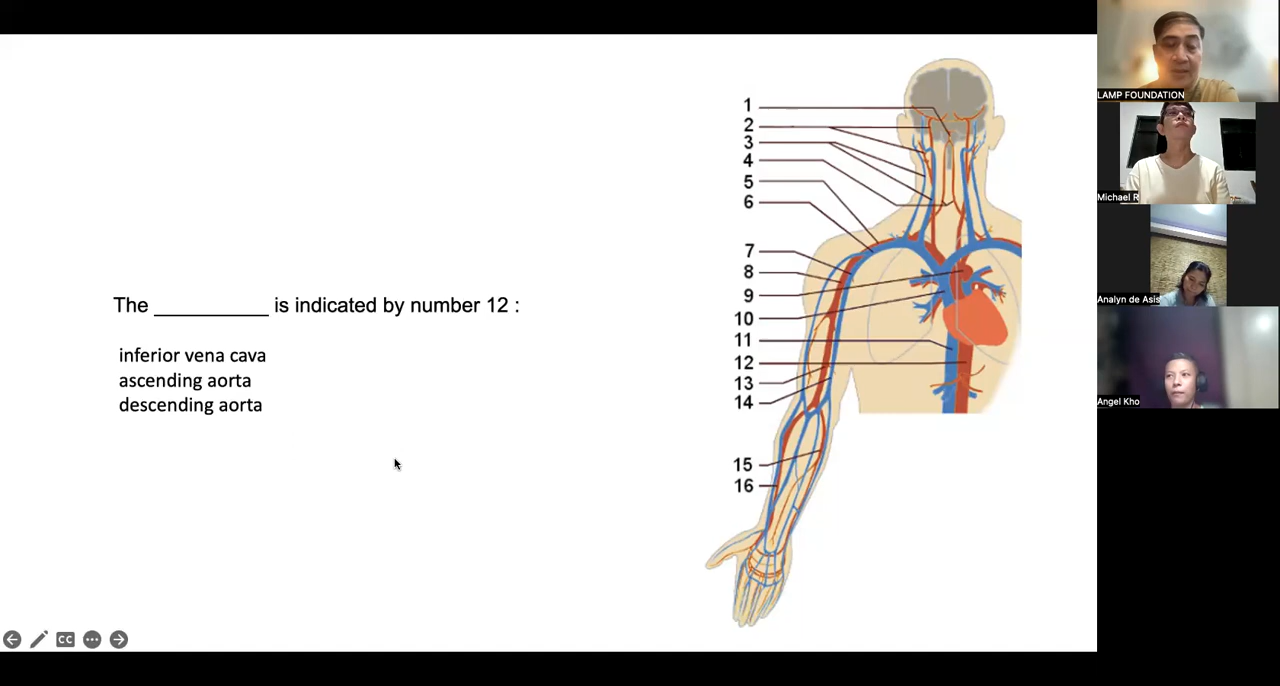 The __________ is indicated by number 12 :
inferior vena cava
ascending aorta
descending aorta
1
2
3
4
5
6
7
8
9
10
11
12
13
14
15
16
CC
LAMP FOUNDATION
Michael R
Analyn de Asis
Angel Kho